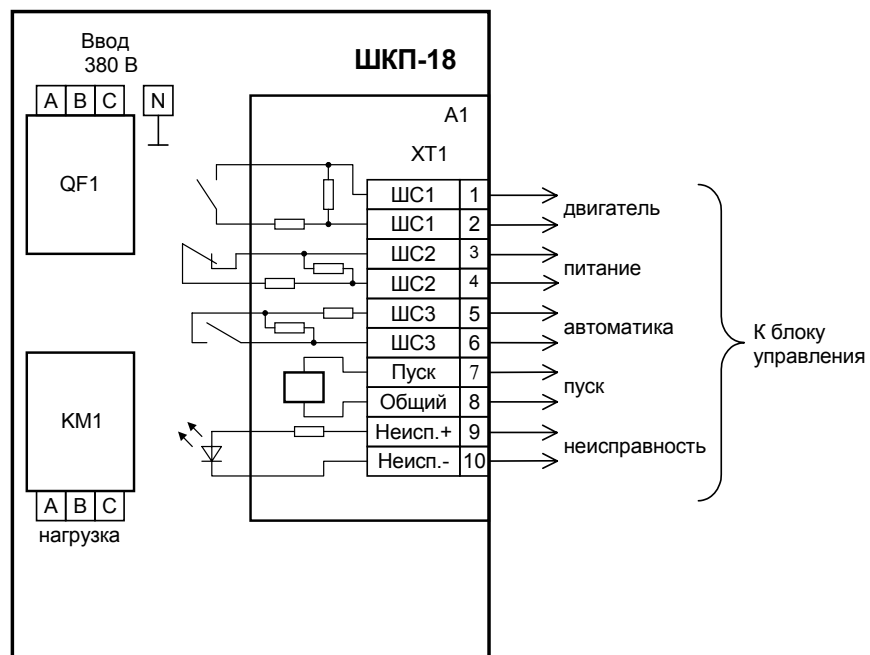 Ввод
380 В
ШКП-18
A B C N
A1
QF1
XT1
ШС1 1
двигатель
ШС1 2
ШС2 3
питание
ШС2 4
ШС3 5
автоматика
ШС3 6
К блоку
управления
Пуск 7
пуск
Общий 8
KM1
Неисп.+ 9
неисправность
Неисп.- 10
A B C
нагрузка